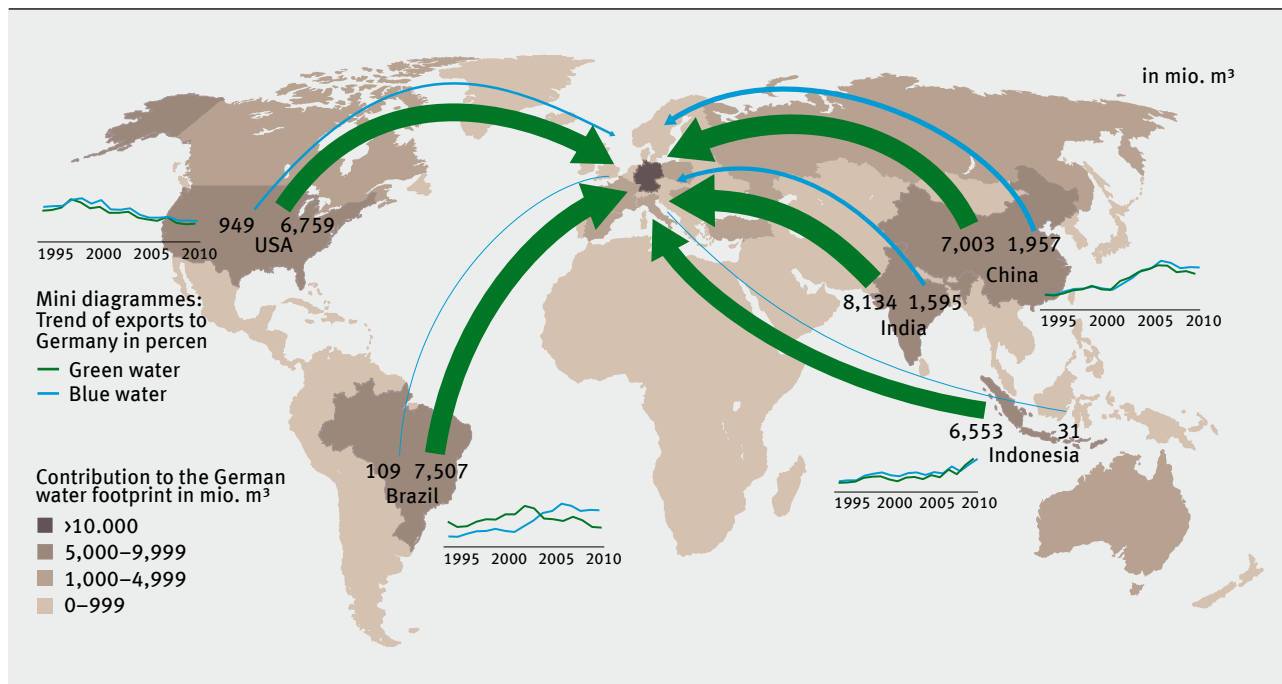 in mio. m³
949 6,759
USA
1995 2000 2005 2010
7,003 1,957
China
1995 2000 2005 2010
8,134 1,595
India
Mini diagrammes:
Trend of exports to
Germany in percen
Green water
Blue water
6,553 31
Indonesia
1995 2000 2005 2010
109 7,507
Brazil
1995 2000 2005 2010
Contribution to the German
water footprint in mio. m³
>10.000
5,000–9,999
1,000–4,999
0–999